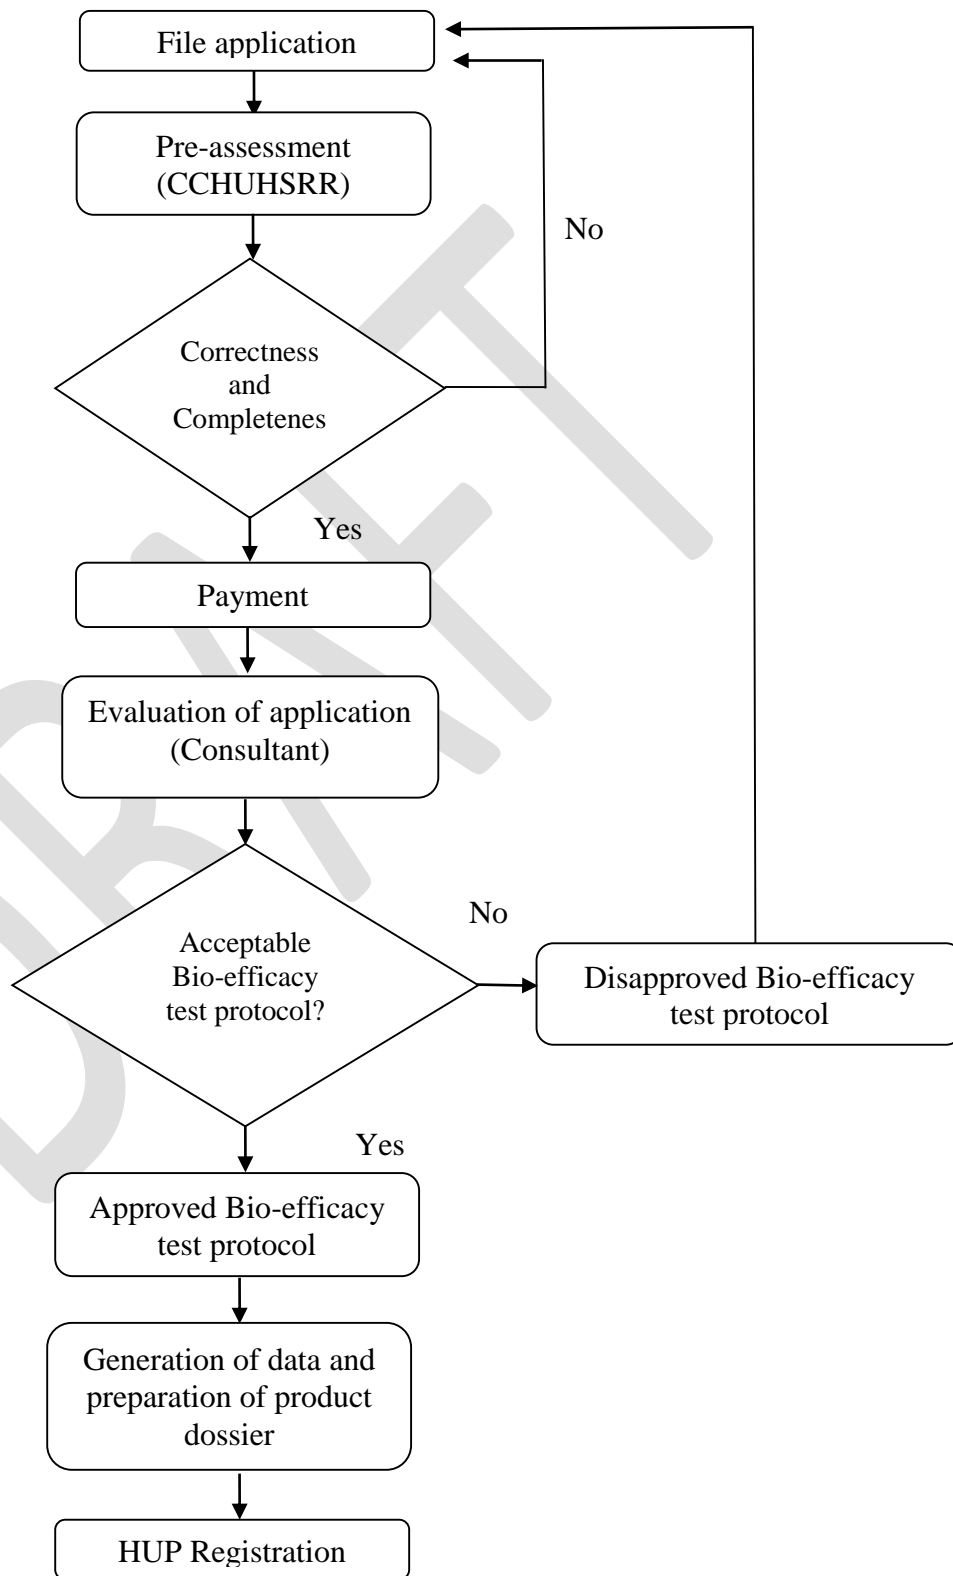 File application
Pre-assessment
(CCHUHSRR)
No
Correctness
and
Completenes
Yes
Payment
Evaluation of application
(Consultant)
No
Acceptable
Bio-efficacy
test protocol?
Disapproved Bio-efficacy
test protocol
Yes
Approved Bio-efficacy
test protocol
Generation of data and
preparation of product
dossier
HUP Registration
DRAFT